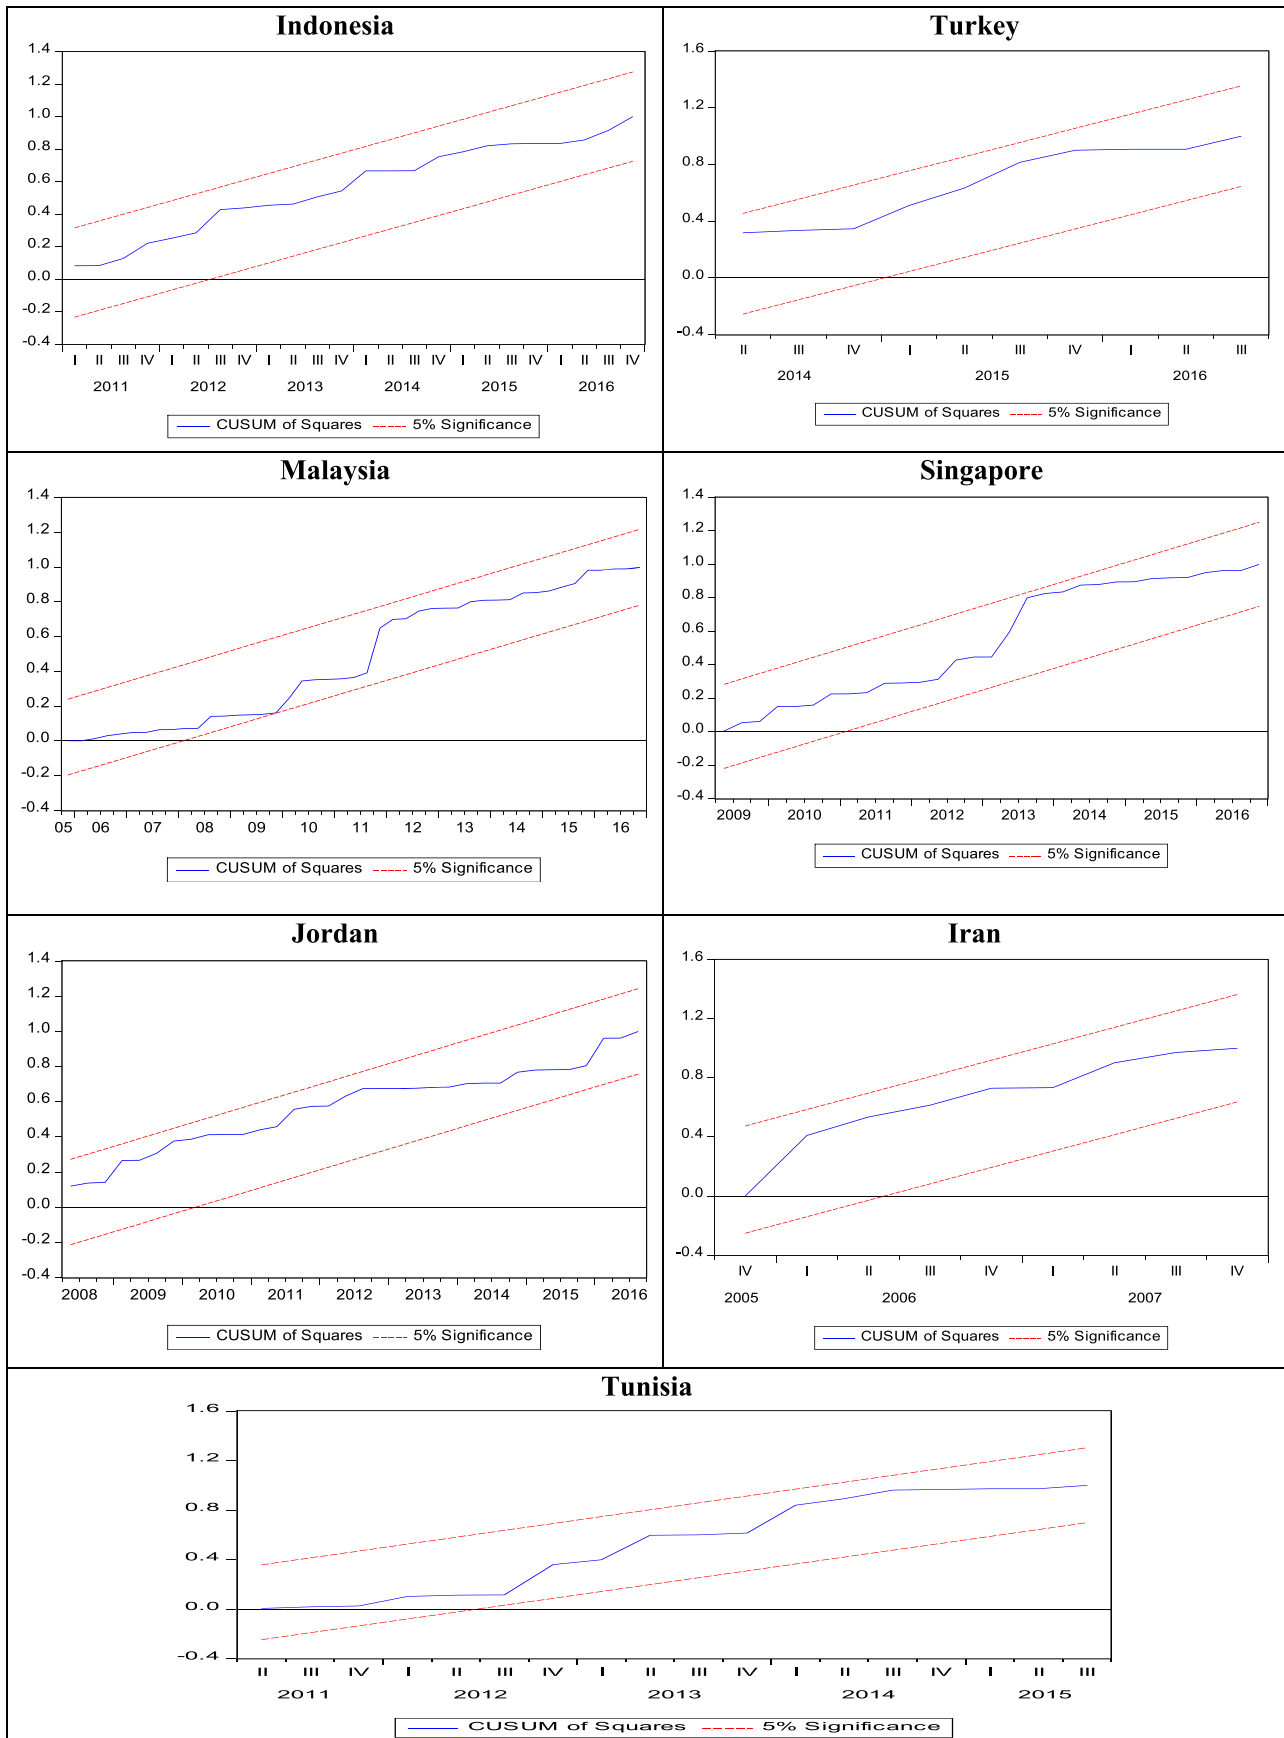 Indonesia
1.4
1.2
1.0
0.8
0.6
0.4
0.2
0.0
-0.2
-0.4
I II III IV I II III IV I II III IV I II III IV I II III IV I II III IV
2011 2012 2013 2014 2015 2016
CUSUM of Squares 5% Significance
Turkey
1.6
1.2
0.8
0.4
0.0
-0.4
II III IV I II III IV I II III
2014 2015 2016
CUSUM of Squares 5% Significance
Malaysia
1.4
1.2
1.0
0.8
0.6
0.4
0.2
0.0
-0.2
-0.4
05 06 07 08 09 10 11 12 13 14 15 16
CUSUM of Squares 5% Significance
Singapore
1.4
1.2
1.0
0.8
0.6
0.4
0.2
0.0
-0.2
-0.4
2009 2010 2011 2012 2013 2014 2015 2016
CUSUM of Squares 5% Significance
Jordan
1.4
1.2
1.0
0.8
0.6
0.4
0.2
0.0
-0.2
-0.4
2008 2009 2010 2011 2012 2013 2014 2015 2016
CUSUM of Squares 5% Significance
Iran
1.6
1.2
0.8
0.4
0.0
-0.4
IV I II III IV I II III IV
2005 2006 2007
CUSUM of Squares 5% Significance
Tunisia
1.6
1.2
0.8
0.4
0.0
-0.4
II III IV I II III IV I II III IV I II III IV I II III
2011 2012 2013 2014 2015
CUSUM of Squares 5% Significance